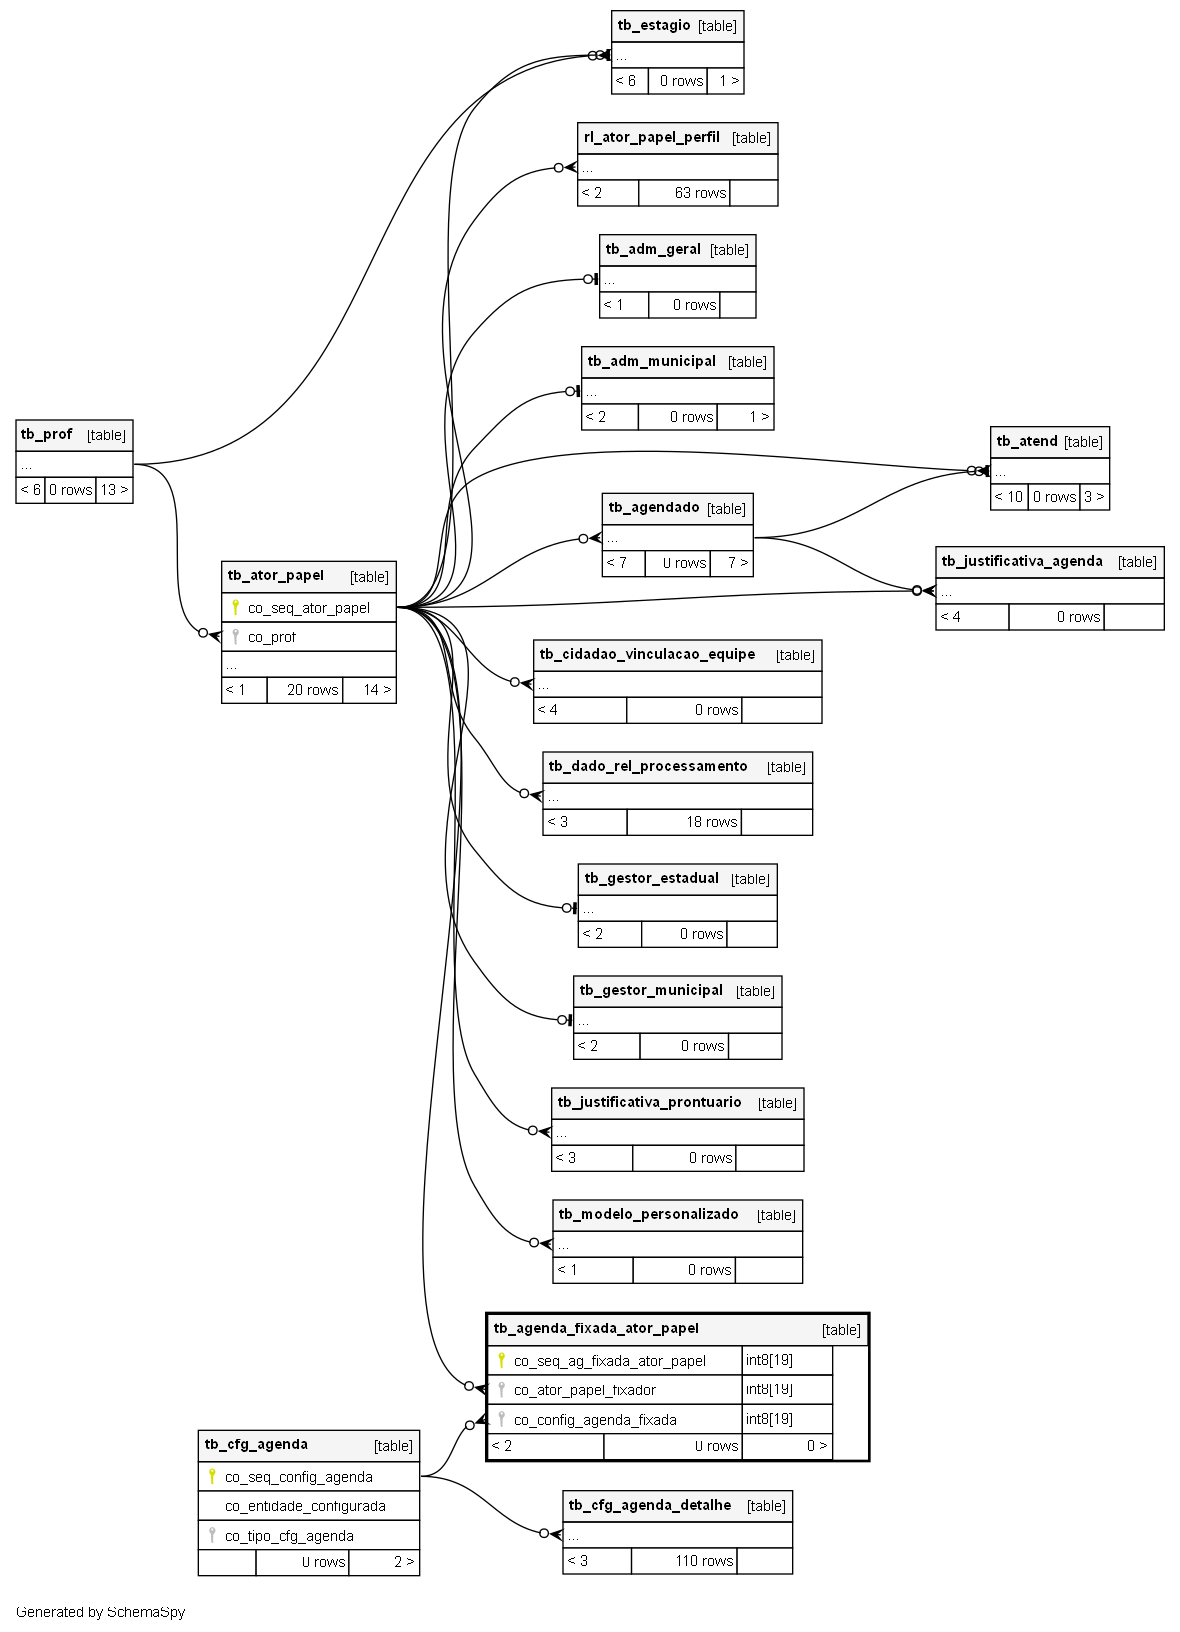 tb_estagio [table]
...
< 6 0 rows 1 >
rl_ator_papel_perfil [table]
...
< 2 63 rows
tb_adm_geral [table]
...
< 1 0 rows
tb_adm_municipal [table]
...
< 2 0 rows 1 >
tb_prof [table]
...
< 6 0 rows 13 >
tb_atend [table]
...
< 10 0 rows 3 >
tb_agendado [table]
...
< 7 0 rows 7 >
tb_justificativa_agenda [table]
...
< 4 0 rows
tb_ator_papel [table]
co_seq_ator_papel
co_prof
...
< 1 20 rows 14 >
tb_cidadao_vinculacao_equipe [table]
...
< 4 0 rows
tb_dado_rel_processamento [table]
...
< 3 18 rows
tb_gestor_estadual [table]
...
< 2 0 rows
tb_gestor_municipal [table]
...
< 2 0 rows
tb_justificativa_prontuario [table]
...
< 3 0 rows
tb_modelo_personalizado [table]
...
< 1 0 rows
tb_agenda_fixada_ator_papel [table]
co_seq_ag_fixada_ator_papel int8[19]
co_ator_papel_fixador int8[19]
co_config_agenda_fixada int8[19]
< 2 0 rows 0 >
tb_cfg_agenda [table]
co_seq_config_agenda
co_entidade_configurada
co_tipo_cfg_agenda
0 rows 2 >
tb_cfg_agenda_detalhe [table]
...
< 3 110 rows
Generated by SchemaSpy